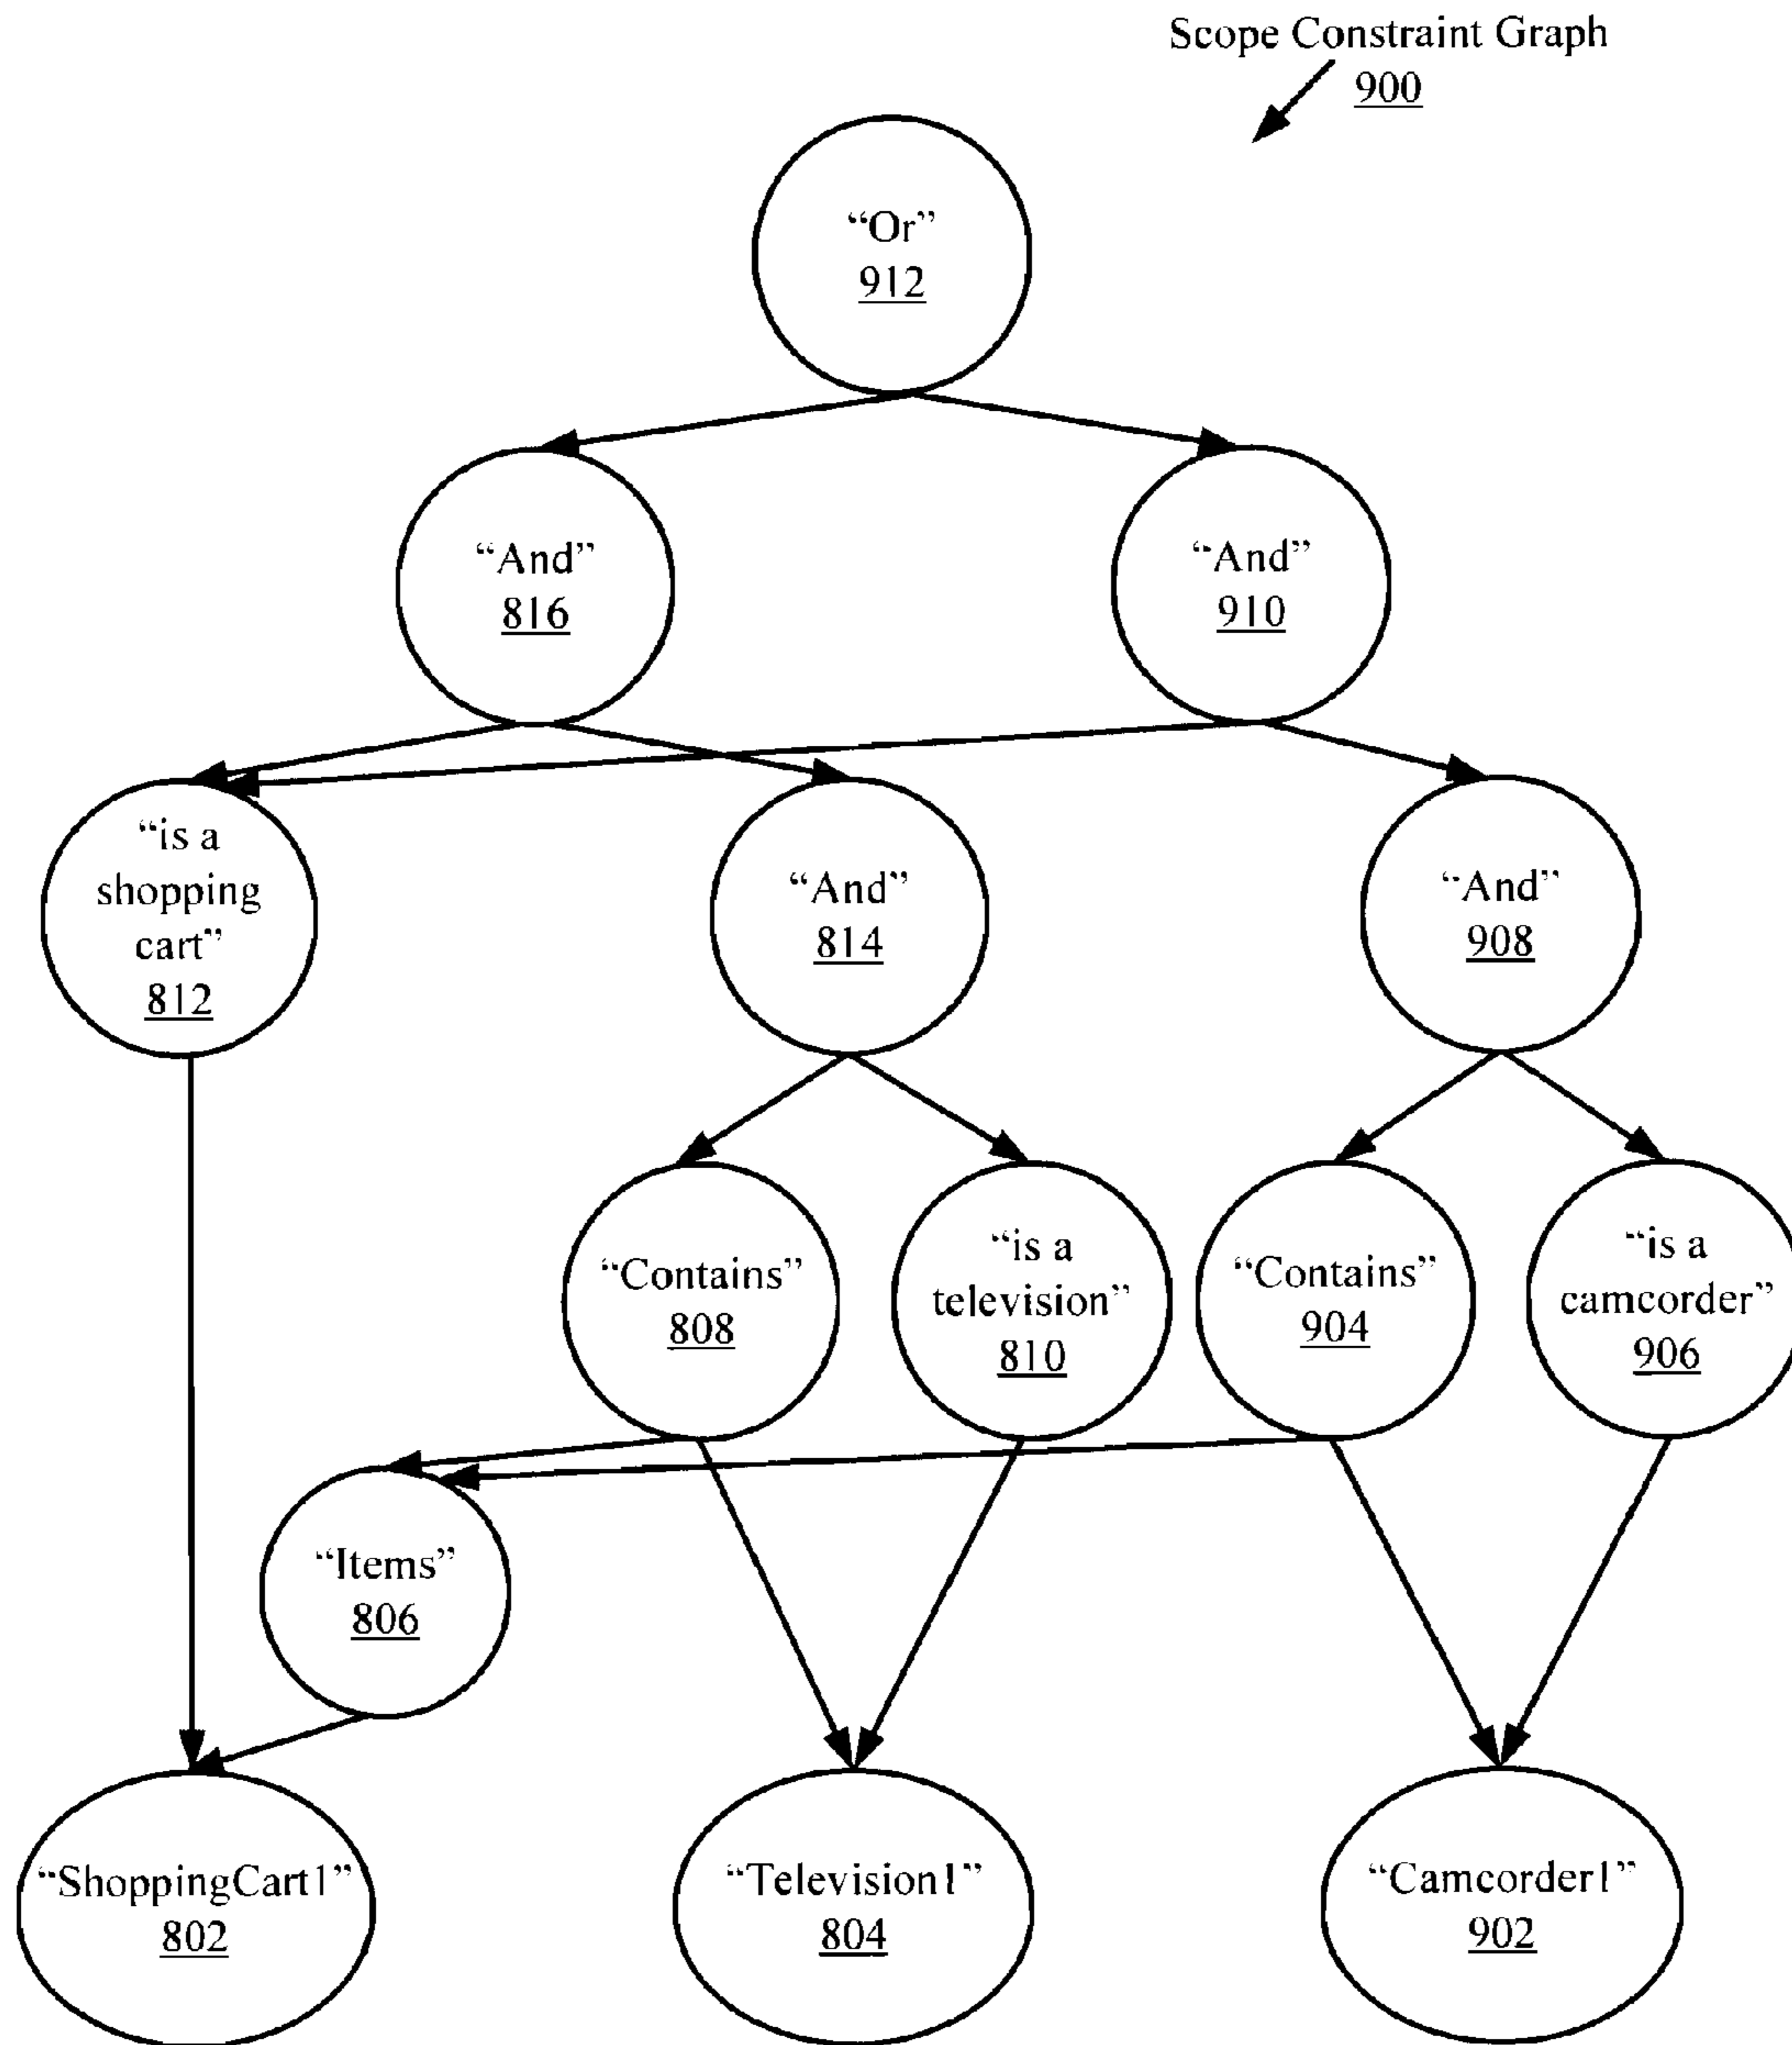 Scope Constraint Graph
900
“Or”
912
“And”
816
“And”
910
“is a
shopping
cart”
812
“And”
814
“And”
908
“Contains”
808
“is a
television”
810
“Contains”
904
“is a
camcorder”
906
“Items”
806
“ShoppingCart1”
802
“Television1”
804
“Camcorder1”
902